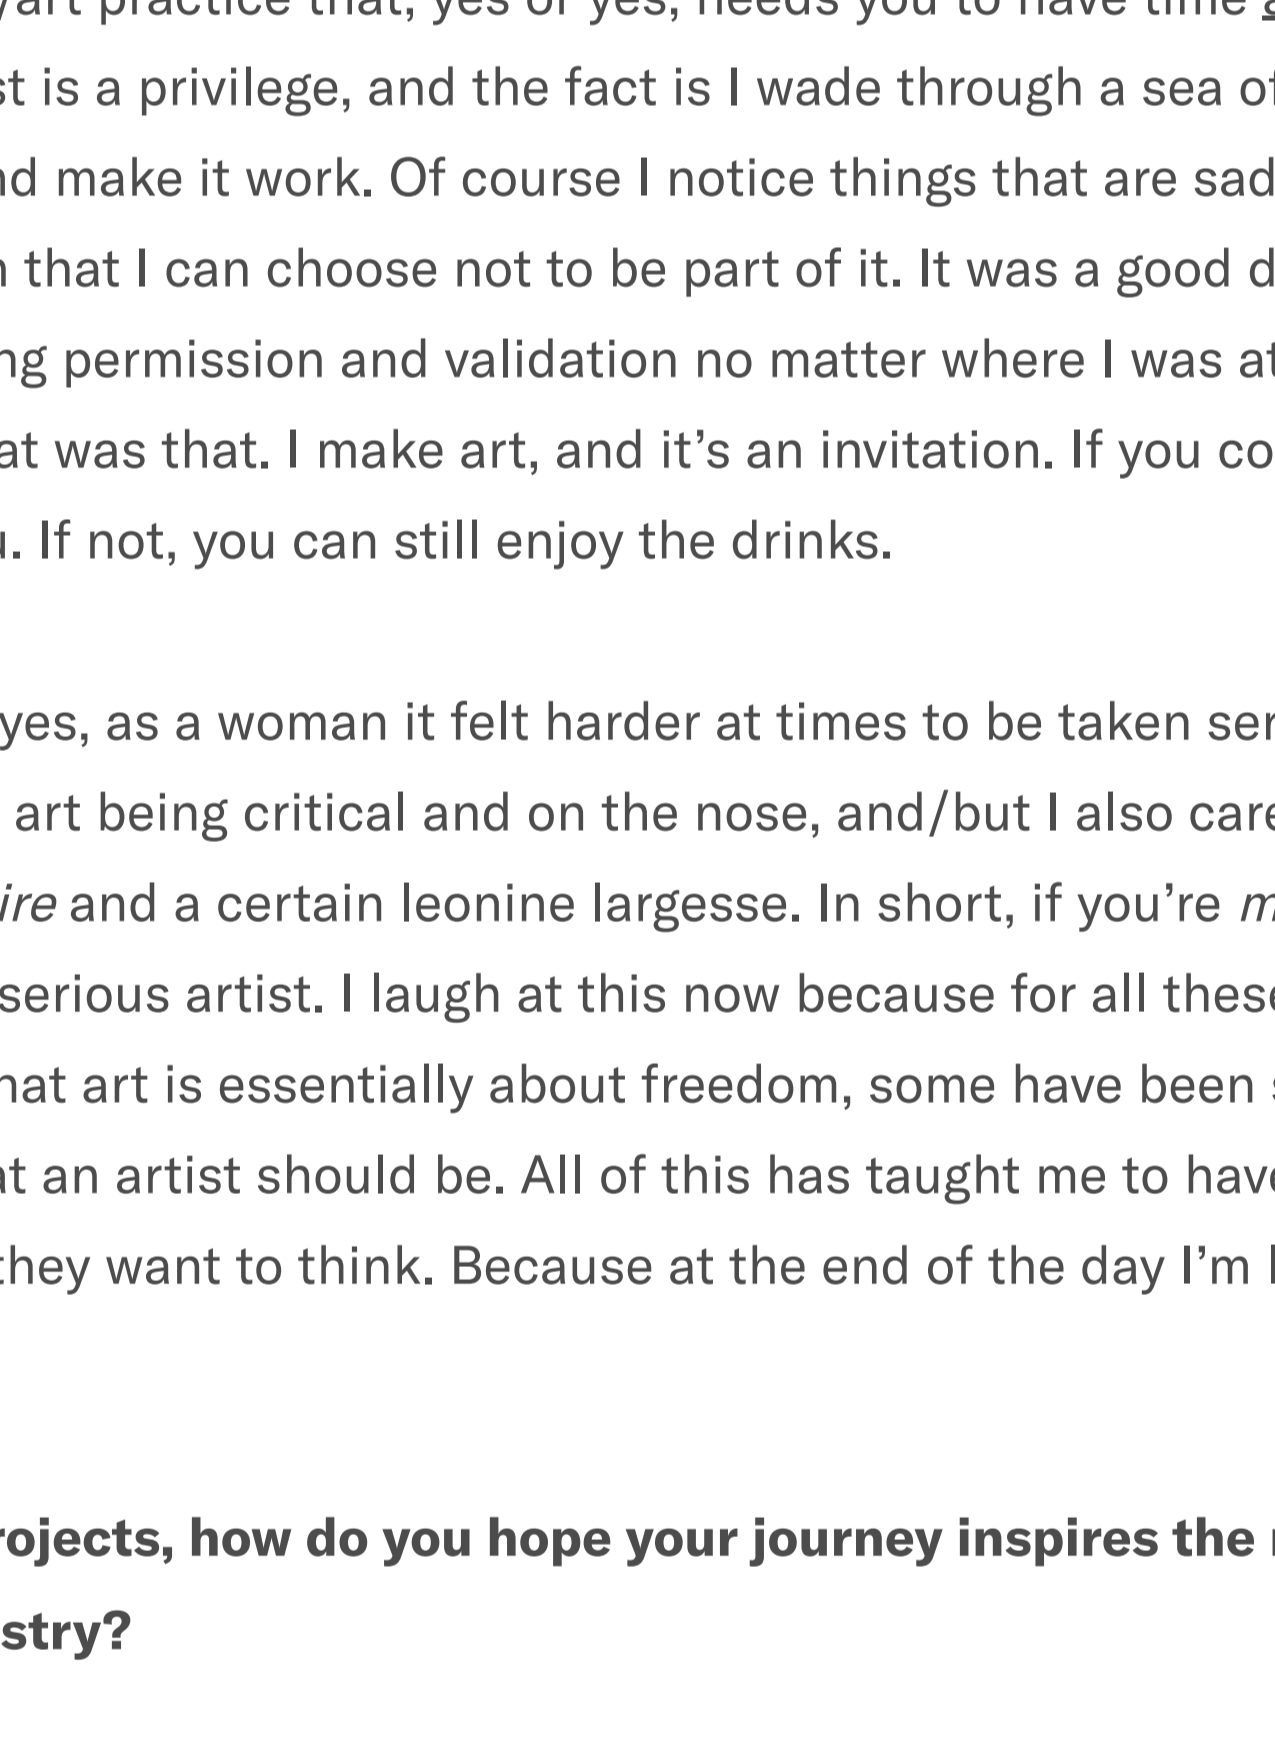 art practice that, yes or yes, needs you to have time
st is a privilege, and the fact is I wade through a sea of
nd make it work. Of course I notice things that are sad
that I can choose not to be part of it. It was a good d
ng permission and validation no matter where I was at
at was that. I make art, and it’s an invitation. If you co
u. If not, you can still enjoy the drinks.
yes, as a woman it felt harder at times to be taken ser
art being critical and on the nose, and/but I also care
ire and a certain leonine largesse. In short, if you’re m
serious artist. I laugh at this now because for all these
hat art is essentially about freedom, some have been s
at an artist should be. All of this has taught me to have
they want to think. Because at the end of the day I’m
rojects, how do you hope your journey inspires the
stry?